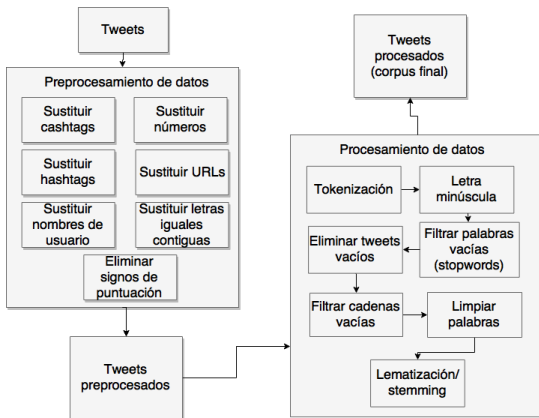 Tweets
Preprocesamiento de datos
Sustituir
cashtags
Sustituir
números
Sustituir
hashtags
Sustituir URLs
Sustituir
nombres de
usuario
Sustituir letras
iguales
contiguas
Eliminar
signos de
puntuación
Tweets
preprocesados
Tweets
procesados
(corpus final)
Procesamiento de datos
Tokenización
Letra
minúscula
Eliminar tweets
vacíos
Filtrar palabras
vacías
(stopwords)
Filtrar cadenas
vacías
Limpiar
palabras
Lematización/
stemming